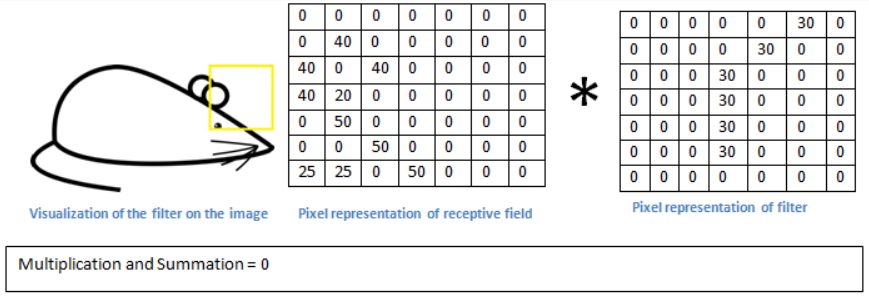 0 0 0 0 0 0 0
0 40 0 0 0 0 0
40 0 40 0 0 0 0
40 20 0 0 0 0 0
0 50 0 0 0 0 0
0 0 50 0 0 0 0
25 25 0 50 0 0 0
*
0 0 0 0 0 30 0
0 0 0 0 30 0 0
0 0 0 30 0 0 0
0 0 0 30 0 0 0
0 0 0 30 0 0 0
0 0 0 30 0 0 0
0 0 0 0 0 0 0
Visualization of the filter on the image
Pixel representation of receptive field
Pixel representation of filter
Multiplication and Summation = 0